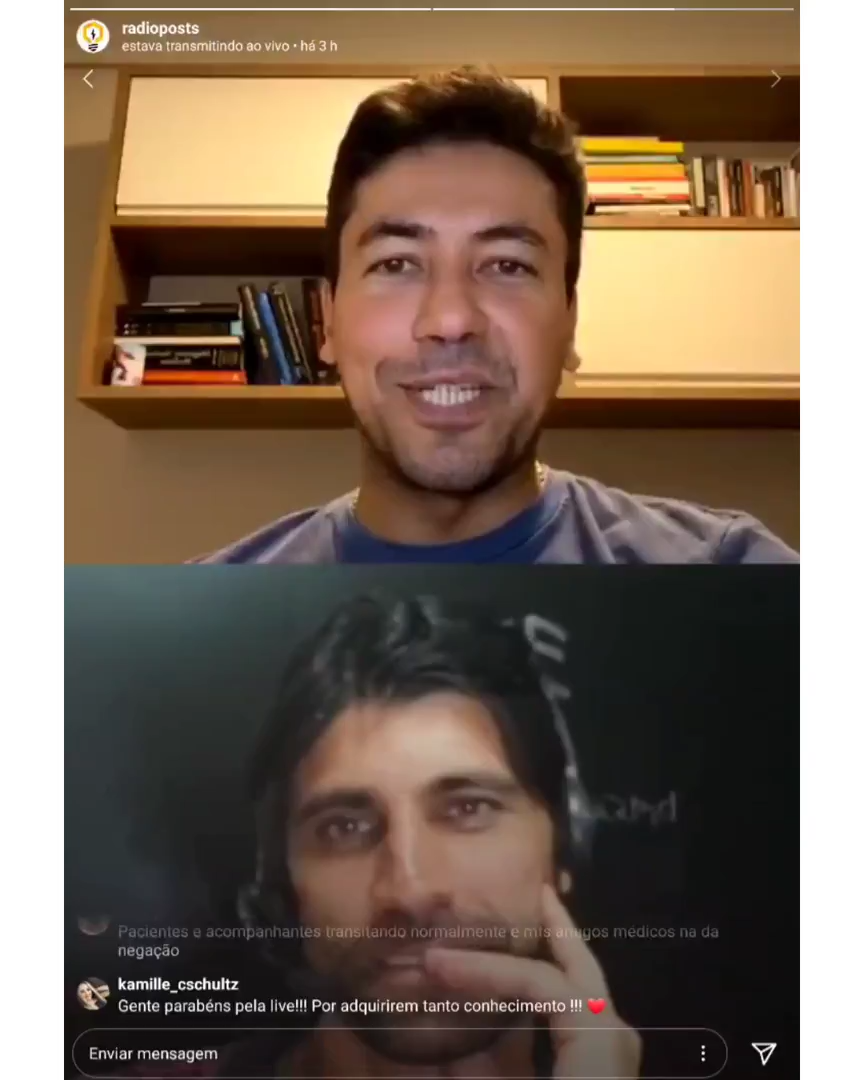 radioposts
estava transmitindo ao vivo • há 3 h
Pacientes e acompanhantes transitando normalmente e mts amigos médicos na da
negação
kamille_cschultz
Gente parabéns pela live!!! Por adquirirem tanto conhecimento !!! ❤️
Enviar mensagem